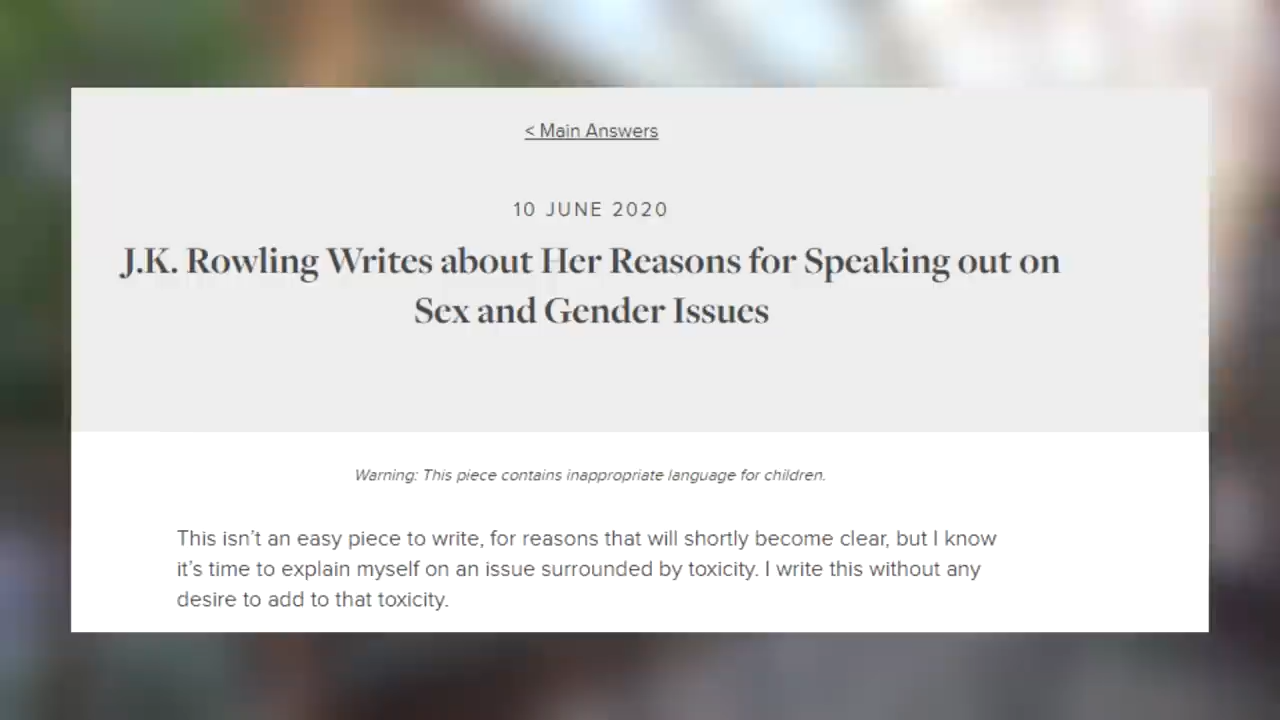 < Main Answers
10 JUNE 2020
J.K. Rowling Writes about Her Reasons for Speaking out on
Sex and Gender Issues
Warning: This piece contains inappropriate language for children.
This isn't an easy piece to write, for reasons that will shortly become clear, but I know
it's time to explain myself on an issue surrounded by toxicity. I write this without any
desire to add to that toxicity.